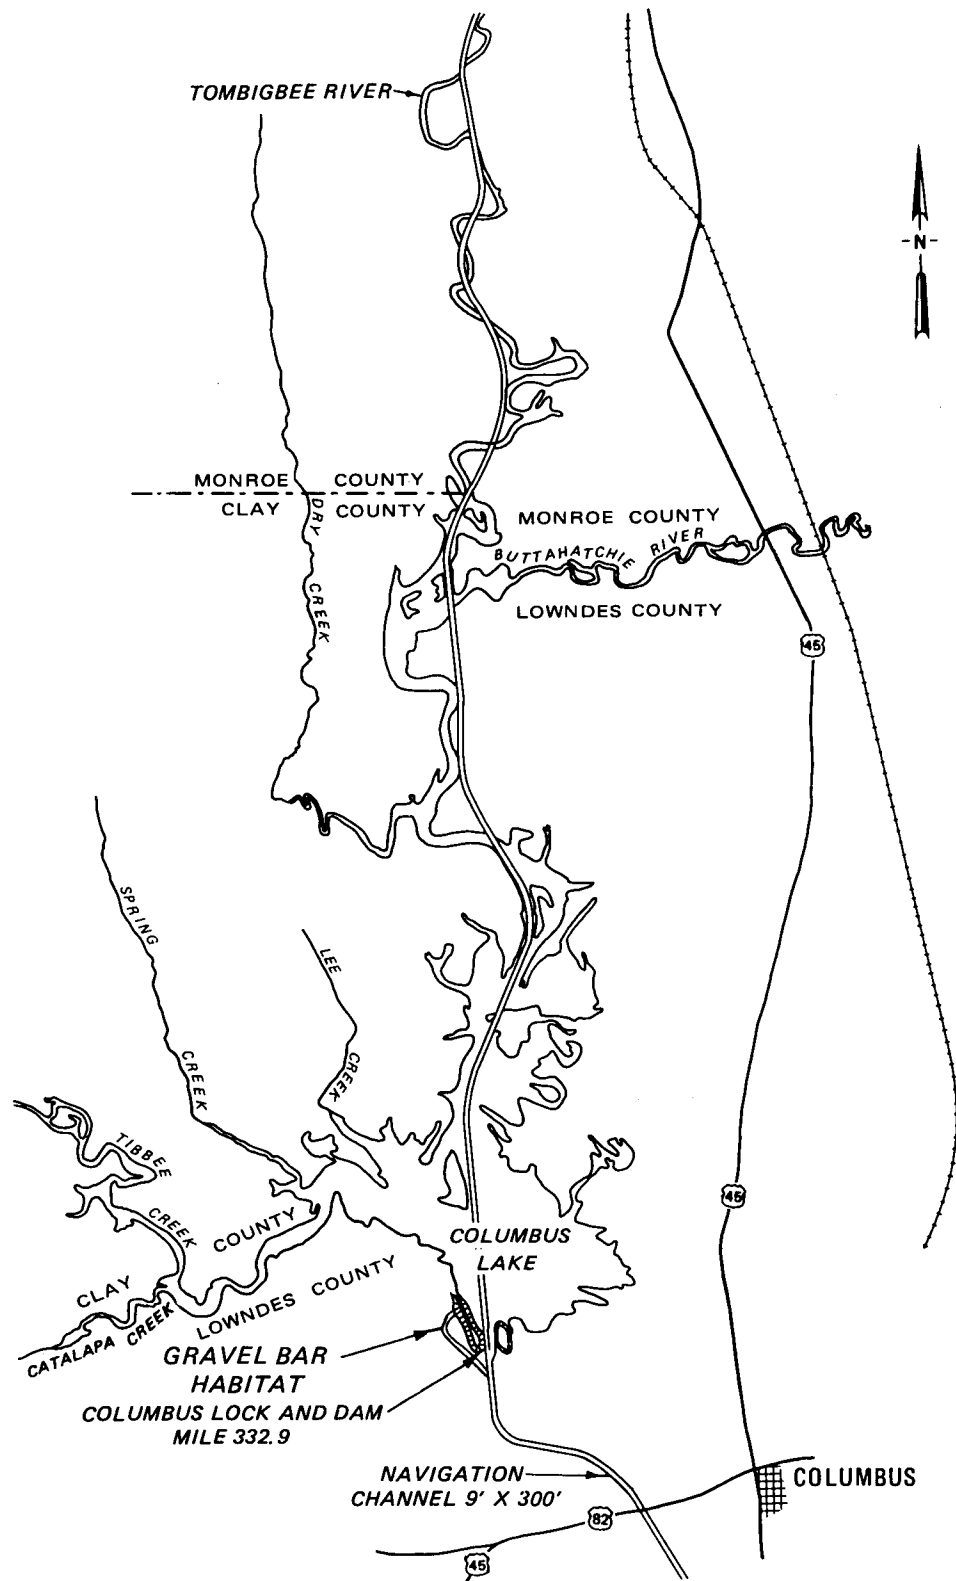 TOMBIGBEE RIVER
-N-
MONROE COUNTY
CLAY COUNTY
DRY CREEK
MONROE COUNTY
BUTTAHATCHIE RIVER
LOWNDES COUNTY
45
SPRING CREEK
LEE CREEK
TIBBEE CREEK
45
CLAY COUNTY
COLUMBUS
LAKE
LOWNDES COUNTY
CATALAPA CREEK
GRAVEL BAR
HABITAT
COLUMBUS LOCK AND DAM
MILE 332.9
NAVIGATION
CHANNEL 9' X 300'
COLUMBUS
82
45